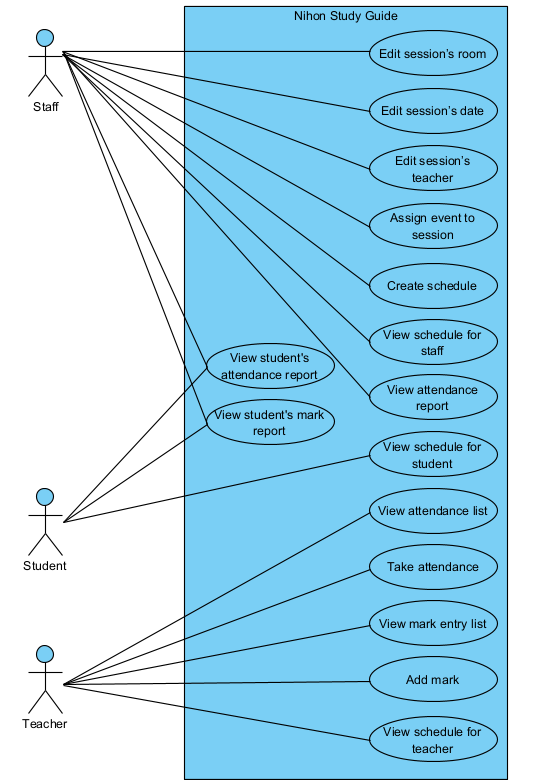 Nihon Study Guide
Staff
Edit session's room
Edit session's date
Edit session's
teacher
Assign event to
session
Create schedule
View schedule for
staff
View student's
attendance report
View attendance
report
View student's mark
report
View schedule for
student
Student
View attendance list
Take attendance
View mark entry list
Teacher
Add mark
View schedule for
teacher